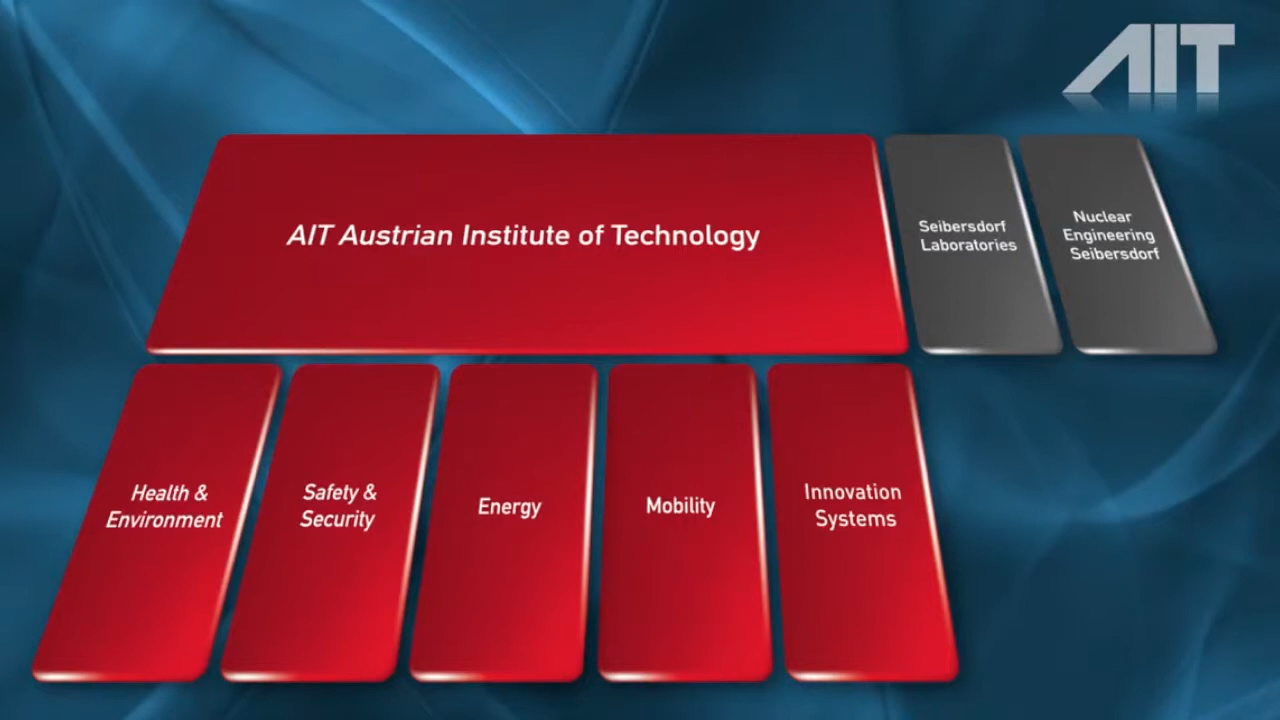 AIT
AIT Austrian Institute of Technology
Seibersdorf
Laboratories
Nuclear
Engineering
Seibersdorf
Health &
Environment
Safety &
Security
Energy
Mobility
Innovation
Systems